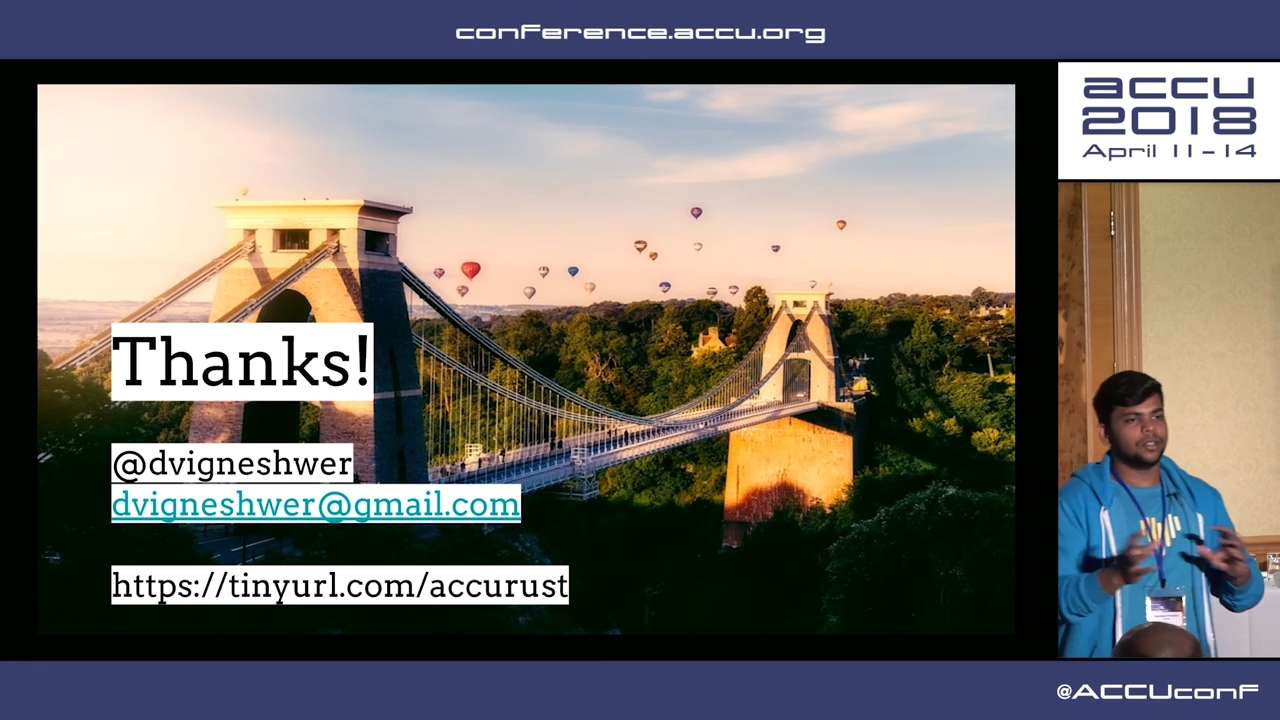 conference.accu.org
accu
2018
April 11-14
Thanks!
@dvigneshwer
dvigneshwer@gmail.com
https://tinyurl.com/accurust
@ACCUconf